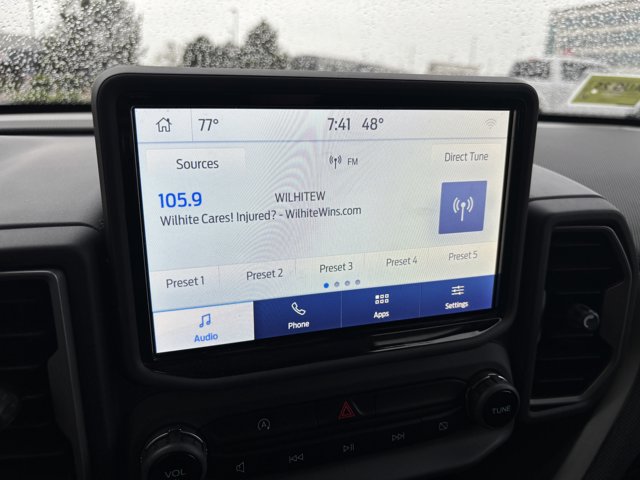 77° 7:41 48°
Sources FM Direct Tune
105.9 WILHITEW
Wilhite Cares! Injured? - WilhiteWins.com
Preset 1 Preset 2 Preset 3 Preset 4 Preset 5
Audio Phone Apps Settings
VOL TUNE